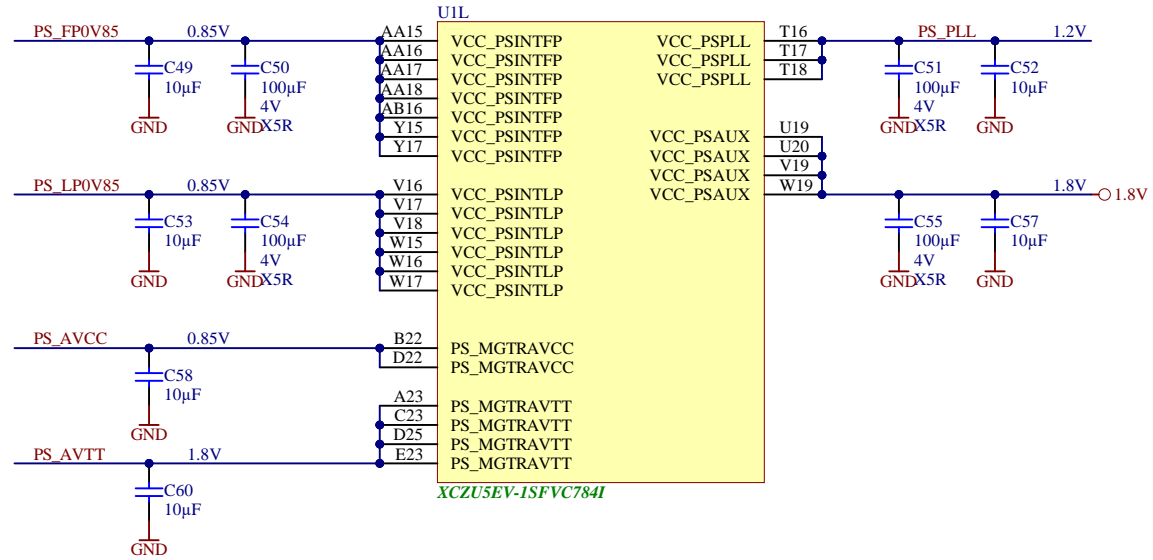 U1L
PS_FP0V85 0.85V AA15 VCC_PSINTFP VCC_PSPLL T16 PS_PLL 1.2V
AA16 VCC_PSINTFP VCC_PSPLL T17
C49 C50 AA17 VCC_PSINTFP VCC_PSPLL T18 C51 C52
10µF 100µF AA18 VCC_PSINTFP 100µF 10µF
4V AB16 VCC_PSINTFP 4V
GND GND X5R Y15 VCC_PSINTFP VCC_PSAUX U19 GND X5R GND
Y17 VCC_PSINTFP VCC_PSAUX U20
VCC_PSAUX V19
PS_LP0V85 0.85V V16 VCC_PSINTLP VCC_PSAUX W19 1.8V 1.8V
V17 VCC_PSINTLP
C53 C54 V18 VCC_PSINTLP C55 C57
10µF 100µF W15 VCC_PSINTLP 100µF 10µF
4V W16 VCC_PSINTLP 4V
GND GND X5R W17 VCC_PSINTLP GND X5R GND
PS_AVCC 0.85V B22 PS_MGTRAVCC
D22 PS_MGTRAVCC
C58
10µF A23 PS_MGTRAVTT
C23 PS_MGTRAVTT
GND D25 PS_MGTRAVTT
PS_AVTT 1.8V E23 PS_MGTRAVTT
XCZU5EV-1SFVC784I
C60
10µF
GND